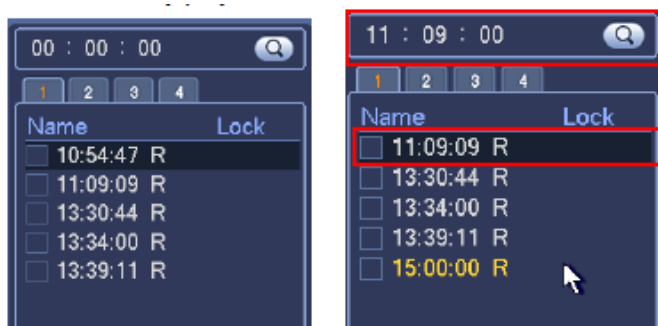 00 : 00 : 00
1 2 3 4
Name Lock
10:54:47 R
11:09:09 R
13:30:44 R
13:34:00 R
13:39:11 R
11 : 09 : 00
1 2 3 4
Name Lock
11:09:09 R
13:30:44 R
13:34:00 R
13:39:11 R
15:00:00 R